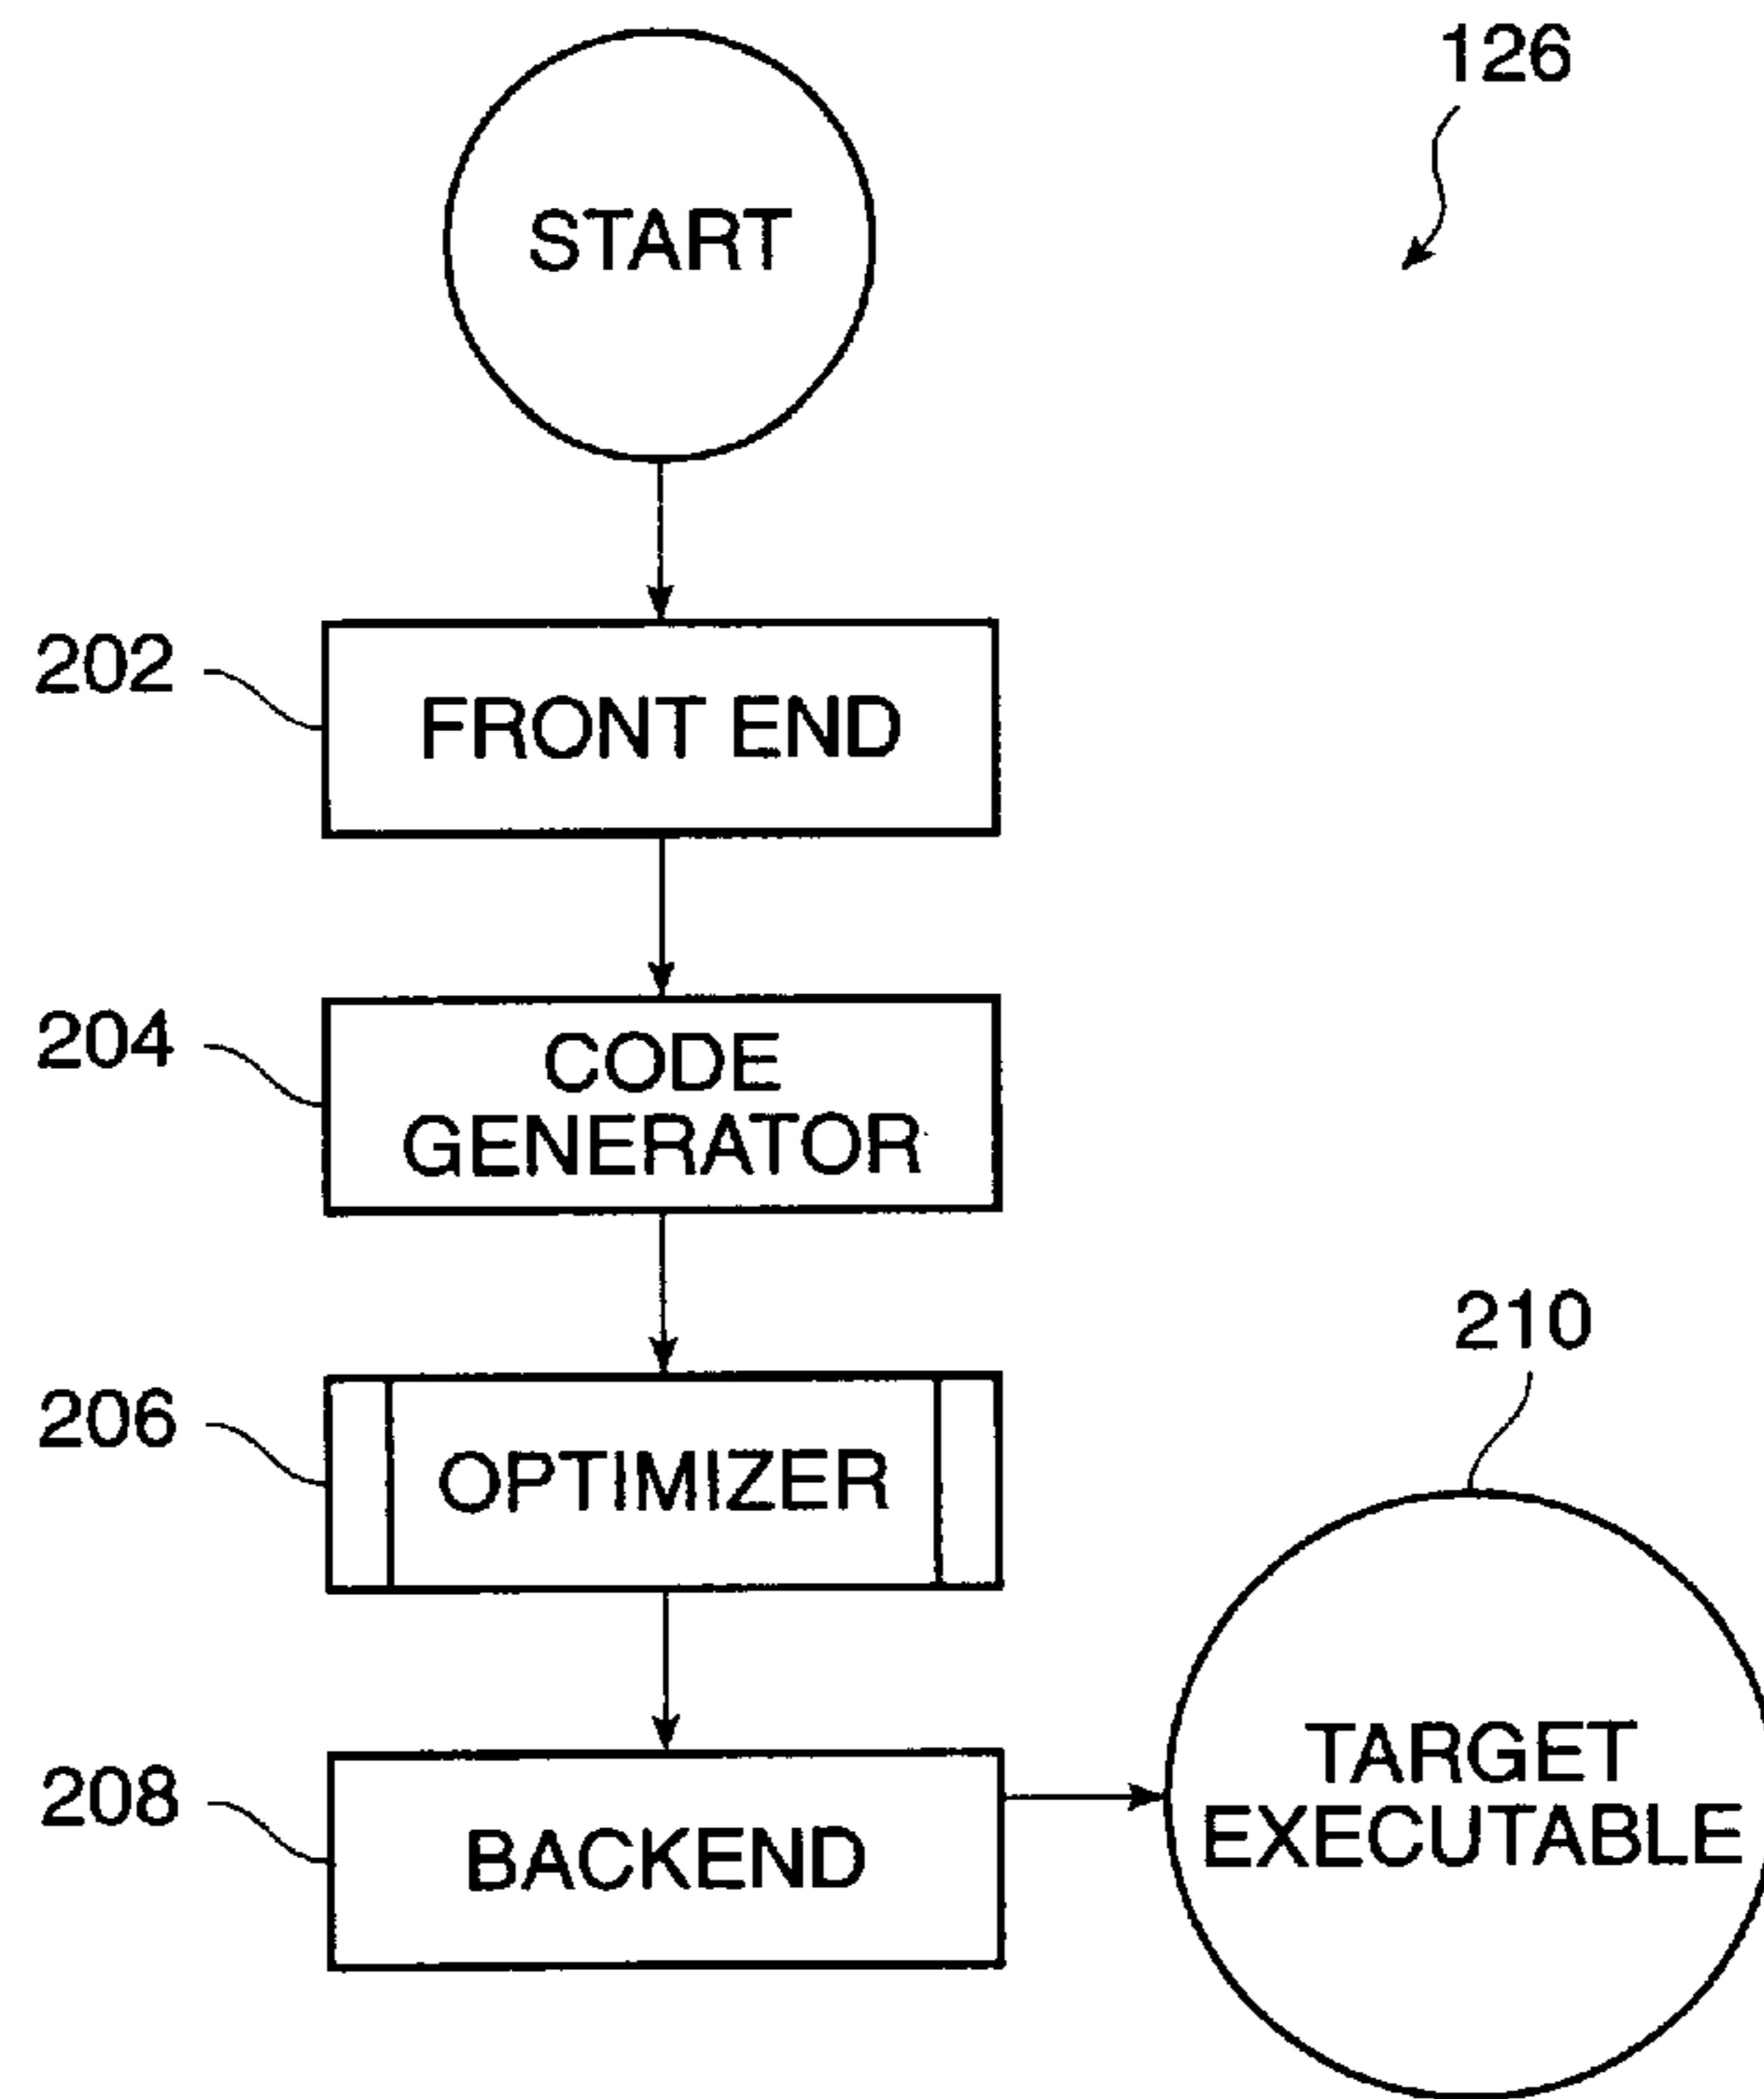 126
START
202
FRONT END
204
CODE
GENERATOR
206
OPTIMIZER
210
208
BACKEND
TARGET
EXECUTABLE